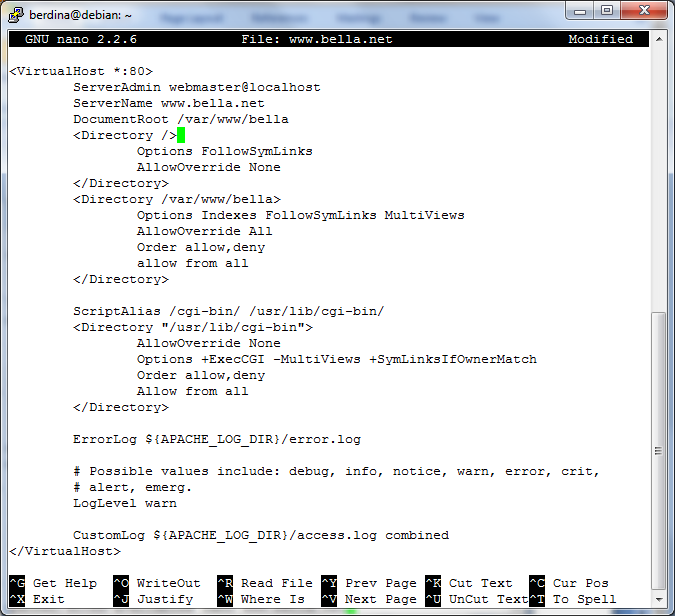 berdina@debian: ~
GNU nano 2.2.6 File: www.bella.net Modified
<VirtualHost *:80>
ServerAdmin webmaster@localhost
ServerName www.bella.net
DocumentRoot /var/www/bella
<Directory />
Options FollowSymLinks
AllowOverride None
</Directory>
<Directory /var/www/bella>
Options Indexes FollowSymLinks MultiViews
AllowOverride All
Order allow,deny
allow from all
</Directory>
ScriptAlias /cgi-bin/ /usr/lib/cgi-bin/
<Directory "/usr/lib/cgi-bin">
AllowOverride None
Options +ExecCGI -MultiViews +SymLinksIfOwnerMatch
Order allow,deny
Allow from all
</Directory>
ErrorLog ${APACHE_LOG_DIR}/error.log
# Possible values include: debug, info, notice, warn, error, crit,
# alert, emerg.
LogLevel warn
CustomLog ${APACHE_LOG_DIR}/access.log combined
</VirtualHost>
^G Get Help ^O WriteOut ^R Read File ^Y Prev Page ^K Cut Text ^C Cur Pos
^X Exit ^J Justify ^W Where Is ^V Next Page ^U UnCut Text ^T To Spell